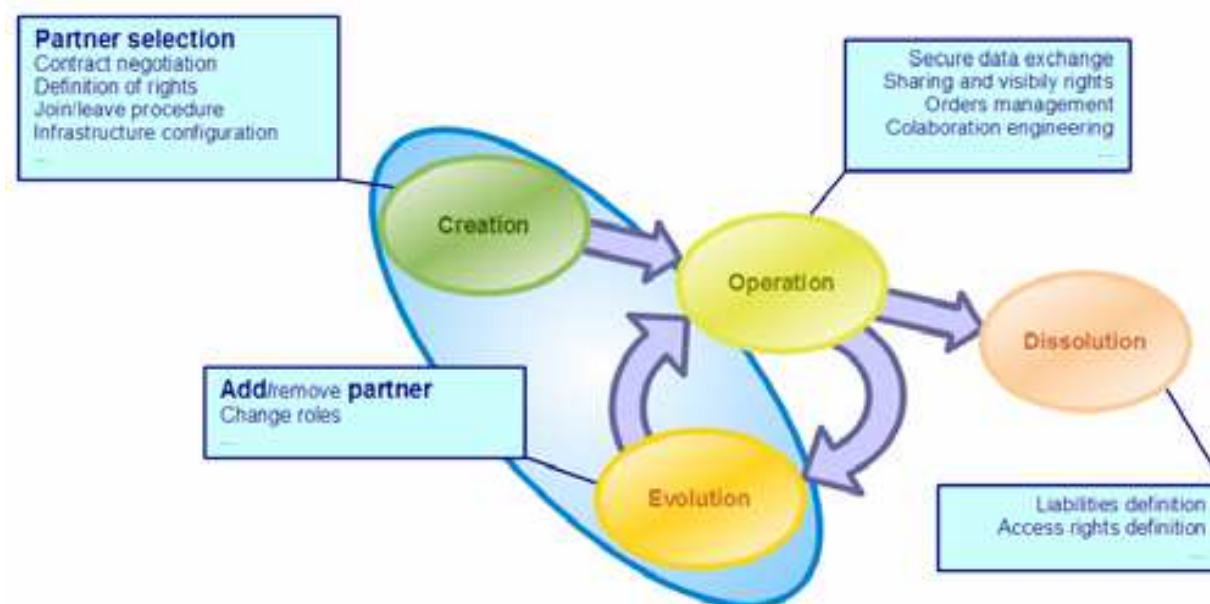 Partner selection
Contract negotiation
Definition of rights
Join/leave procedure
Infrastructure configuration
...
Secure data exchange
Sharing and visibily rights
Orders management
Colaboration engineering
...
Creation
Operation
Dissolution
Add/remove partner
Change roles
...
Evolution
Liabilities definition
Access rights definition
...